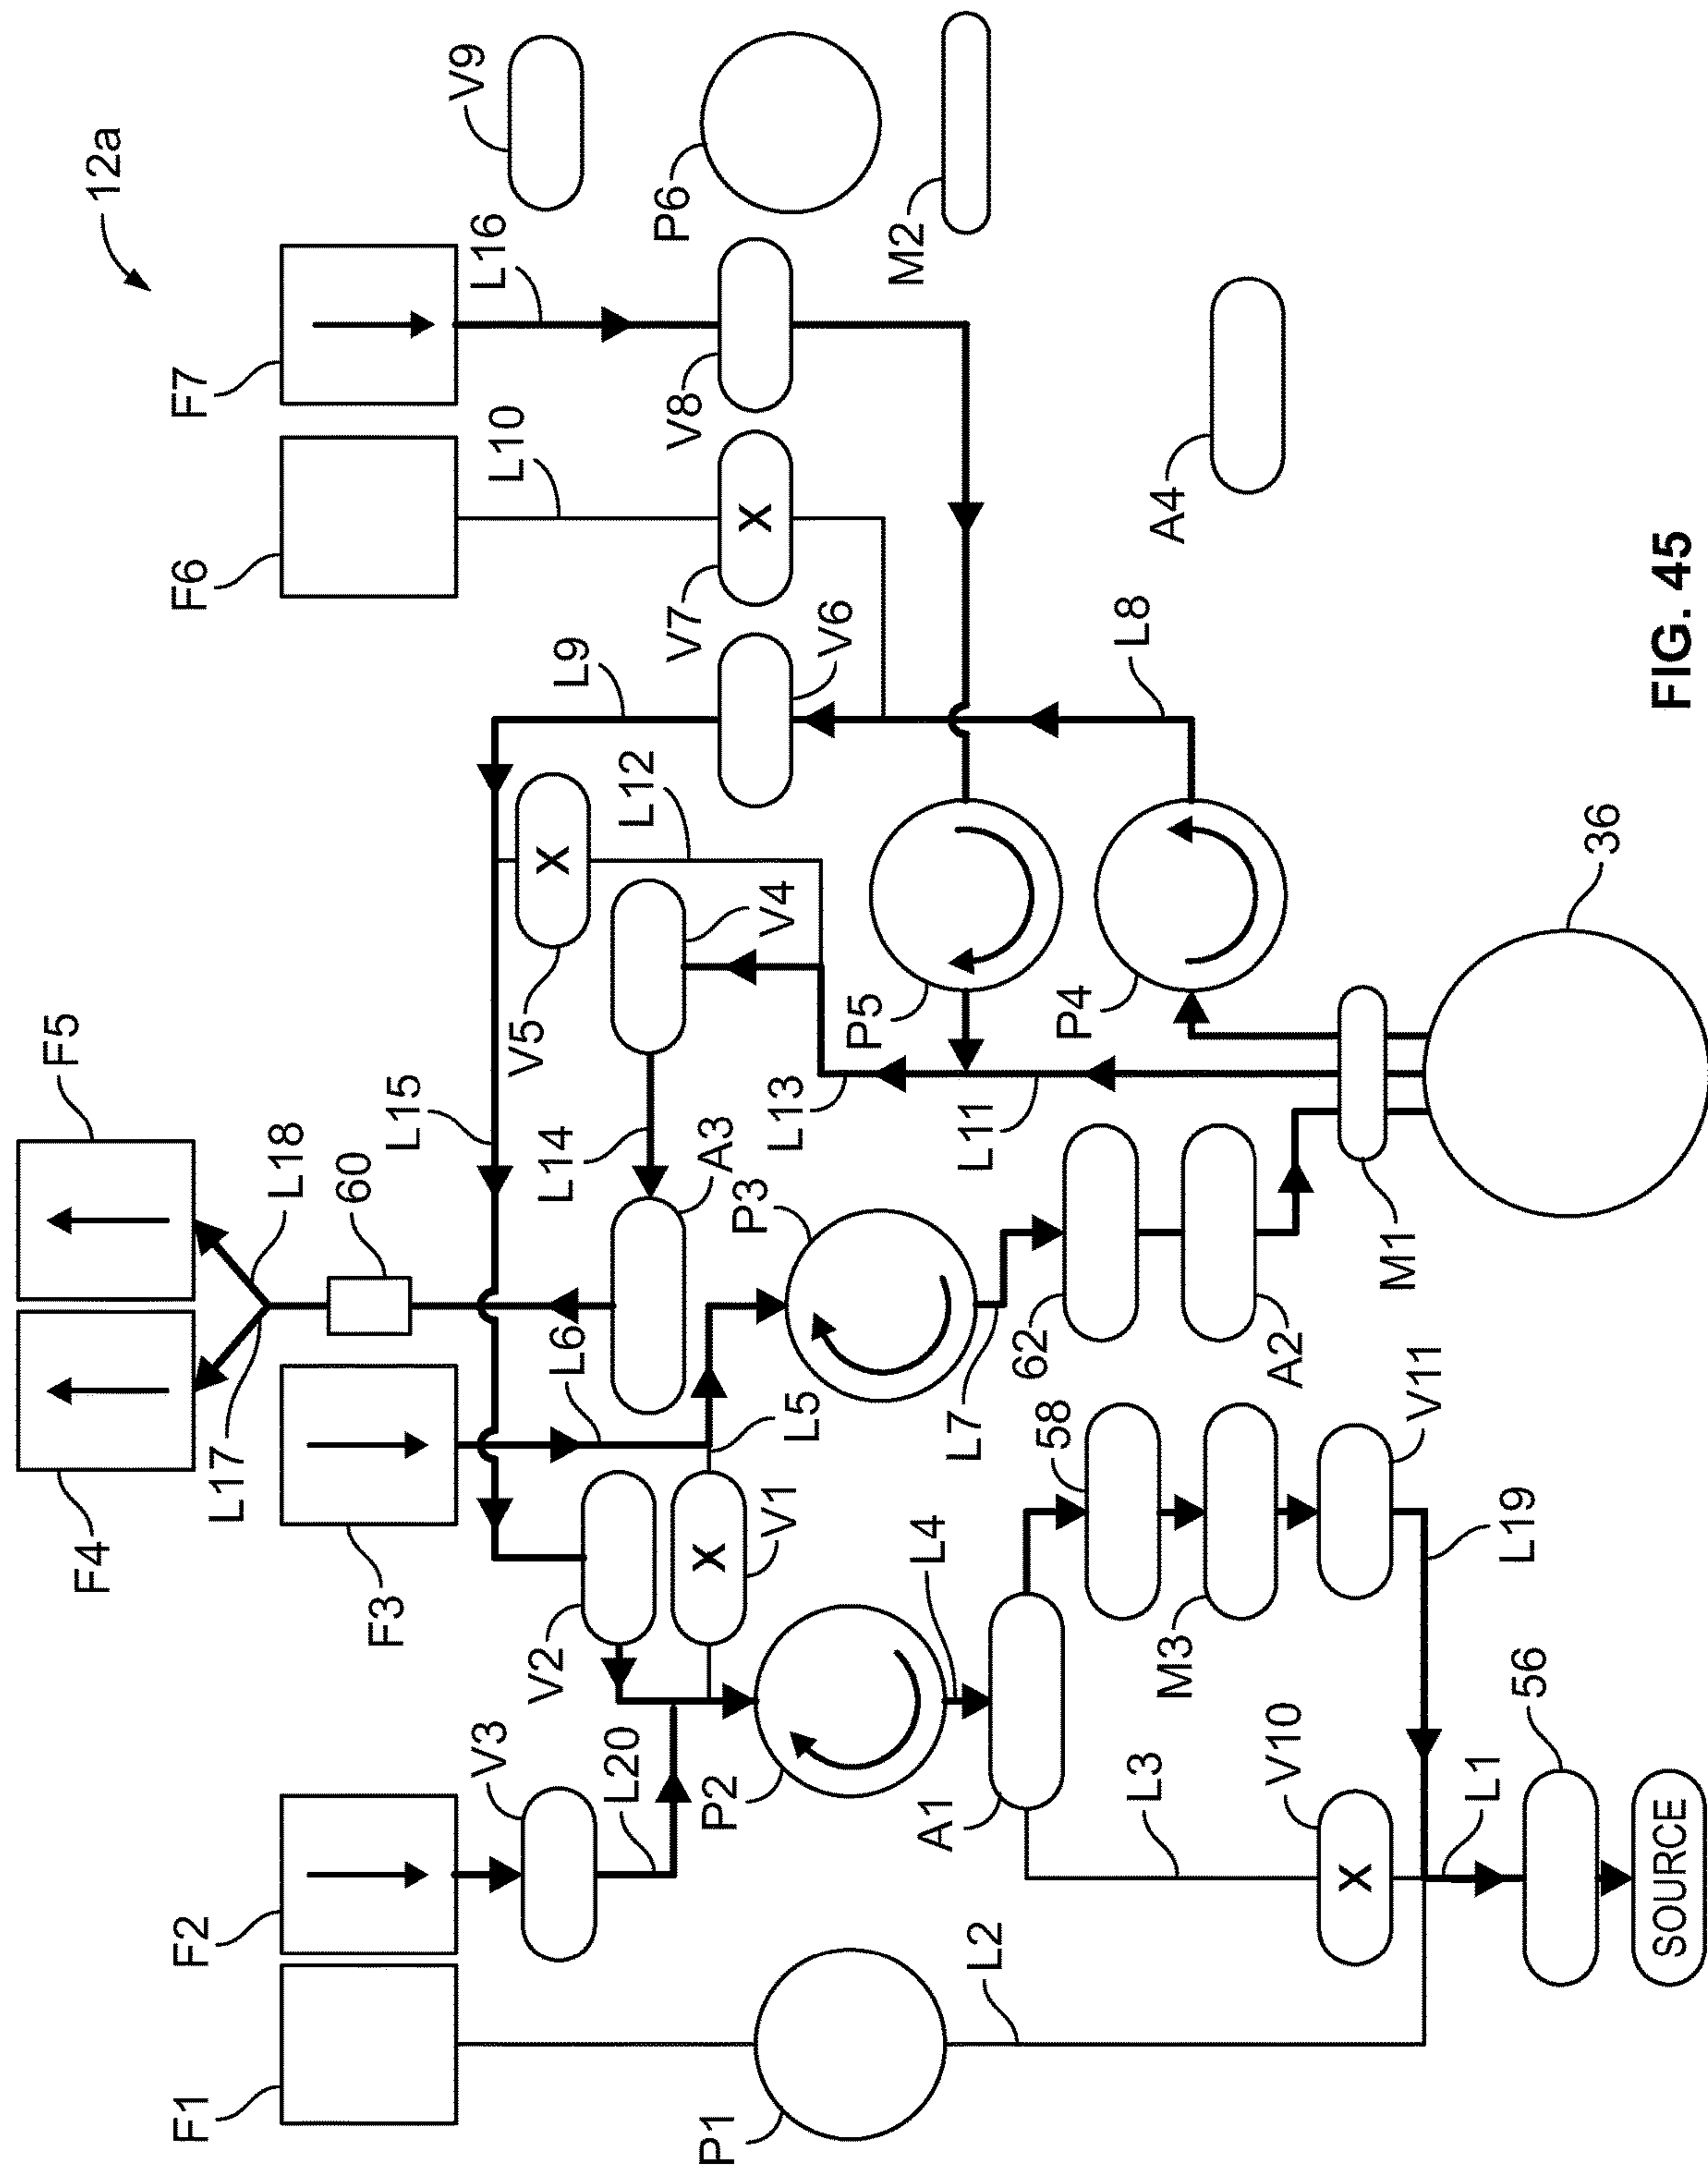 12a
F5
F4
F7
F6
F3
F2
F1
L18
L17
60
L16
L10
V9
L9
L15
V5
L12
L14
L6
A3
V2
V3
L20
V8
V7
V6
V4
X
X
P6
M2
P3
L5
V1
X
P2
P1
L13
P5
L11
P4
L8
A4
L7
L4
62
58
A2
A1
M3
V11
M1
36
L3
V10
X
L2
L19
L1
56
SOURCE
FIG. 45